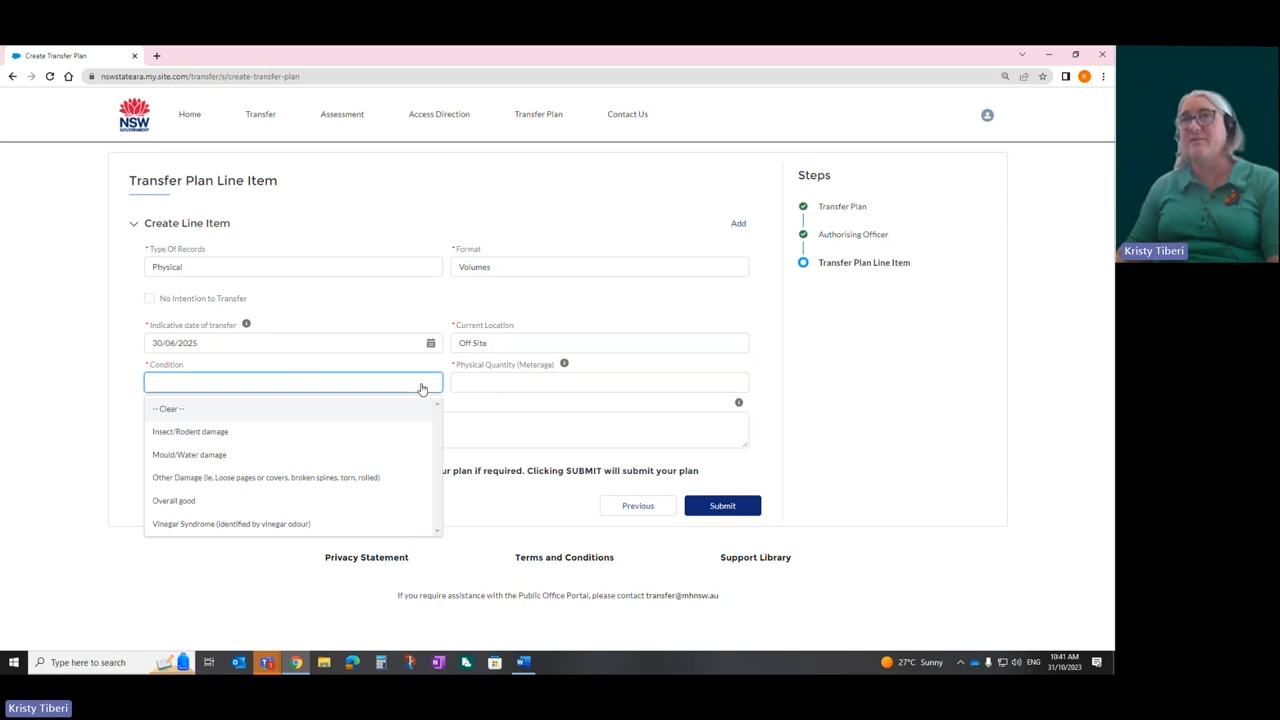 Create Transfer Plan
nswstateara.my.site.com/transfer/s/create-transfer-plan
K
NSW
GOVERNMENT
Home
Transfer
Assessment
Access Direction
Transfer Plan
Contact Us
Transfer Plan Line Item
Create Line Item
Add
* Type Of Records
* Format
Physical
Volumes
No Intention to Transfer
* Indicative date of transfer
* Current Location
30/06/2025
Off Site
* Condition
* Physical Quantity (Meterage)
-- Clear --
Insect/Rodent damage
Mould/Water damage
Other Damage (ie. Loose pages or covers, broken spines, torn, rolled)
Overall good
Vinegar Syndrome (identified by vinegar odour)
ur plan if required. Clicking SUBMIT will submit your plan
Previous
Submit
Steps
Transfer Plan
Authorising Officer
Transfer Plan Line Item
Privacy Statement
Terms and Conditions
Support Library
If you require assistance with the Public Office Portal, please contact transfer@mhnsw.au
Kristy Tiberi
Type here to search
27°C Sunny
ENG
10:41 AM
31/10/2023
Kristy Tiberi